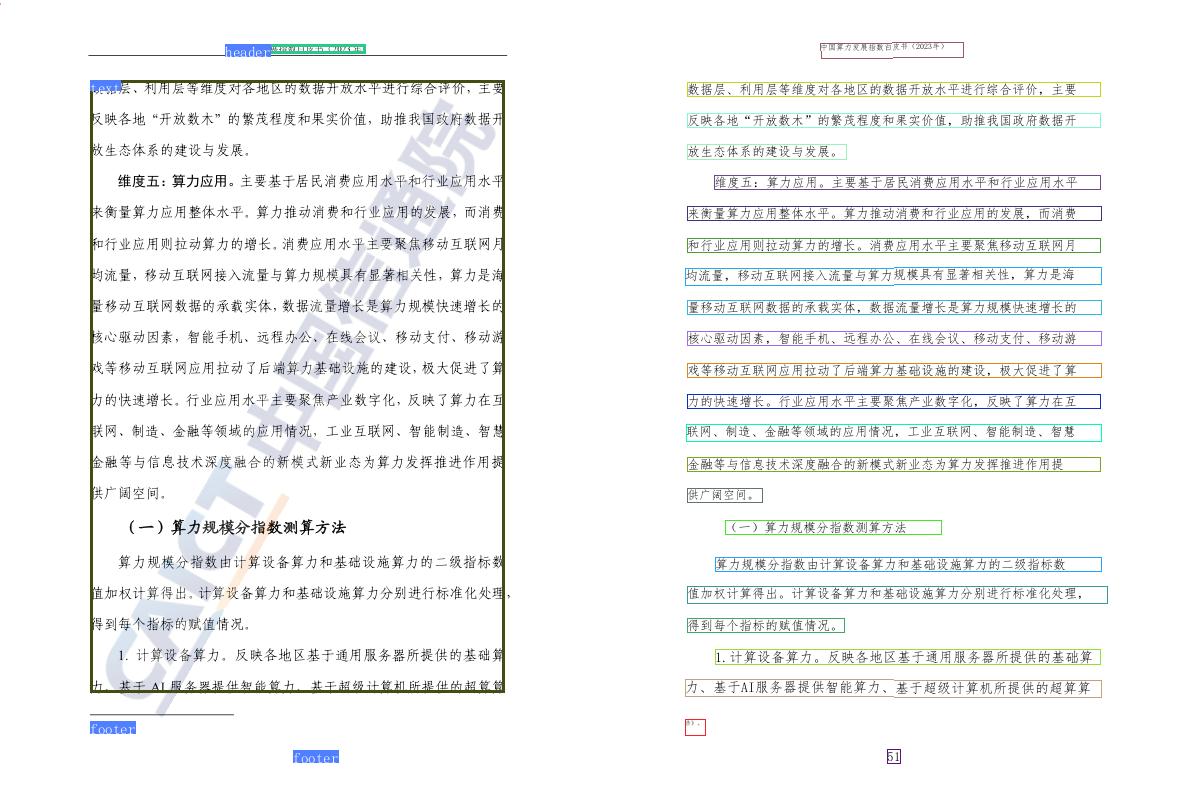 header
数据层、利用层等维度对各地区的数据开放水平进行综合评价，主要
反映各地“开放数木”的繁茂程度和果实价值，助推我国政府数据开
放生态体系的建设与发展。
维度五：算力应用。主要基于居民消费应用水平和行业应用水平
来衡量算力应用整体水平。算力推动消费和行业应用的发展，而消费
和行业应用则拉动算力的增长。消费应用水平主要聚焦移动互联网月
均流量，移动互联网接入流量与算力规模具有显著相关性，算力是海
量移动互联网数据的承载实体，数据流量增长是算力规模快速增长的
核心驱动因素，智能手机、远程办公、在线会议、移动支付、移动游
戏等移动互联网应用拉动了后端算力基础设施的建设，极大促进了算
力的快速增长。行业应用水平主要聚焦产业数字化，反映了算力在互
联网、制造、金融等领域的应用情况，工业互联网、智能制造、智慧
金融等与信息技术深度融合的新模式新业态为算力发挥推进作用提
供广阔空间。
（一）算力规模分指数测算方法
算力规模分指数由计算设备算力和基础设施算力的二级指标数
值加权计算得出。计算设备算力和基础设施算力分别进行标准化处理，
得到每个指标的赋值情况。
1. 计算设备算力。反映各地区基于通用服务器所提供的基础算
力、基于 AI 服务器提供智能算力、基于超级计算机所提供的超算算
text
CAICT 中国信通院
footer
footer
中国算力发展指数白皮书（2023年）
数据层、利用层等维度对各地区的数据开放水平进行综合评价，主要
反映各地“开放数木”的繁茂程度和果实价值，助推我国政府数据开
放生态体系的建设与发展。
维度五：算力应用。主要基于居民消费应用水平和行业应用水平
来衡量算力应用整体水平。算力推动消费和行业应用的发展，而消费
和行业应用则拉动算力的增长。消费应用水平主要聚焦移动互联网月
均流量，移动互联网接入流量与算力规模具有显著相关性，算力是海
量移动互联网数据的承载实体，数据流量增长是算力规模快速增长的
核心驱动因素，智能手机、远程办公、在线会议、移动支付、移动游
戏等移动互联网应用拉动了后端算力基础设施的建设，极大促进了算
力的快速增长。行业应用水平主要聚焦产业数字化，反映了算力在互
联网、制造、金融等领域的应用情况，工业互联网、智能制造、智慧
金融等与信息技术深度融合的新模式新业态为算力发挥推进作用提
供广阔空间。
（一）算力规模分指数测算方法
算力规模分指数由计算设备算力和基础设施算力的二级指标数
值加权计算得出。计算设备算力和基础设施算力分别进行标准化处理，
得到每个指标的赋值情况。
1. 计算设备算力。反映各地区基于通用服务器所提供的基础算
力、基于AI服务器提供智能算力、基于超级计算机所提供的超算算
51